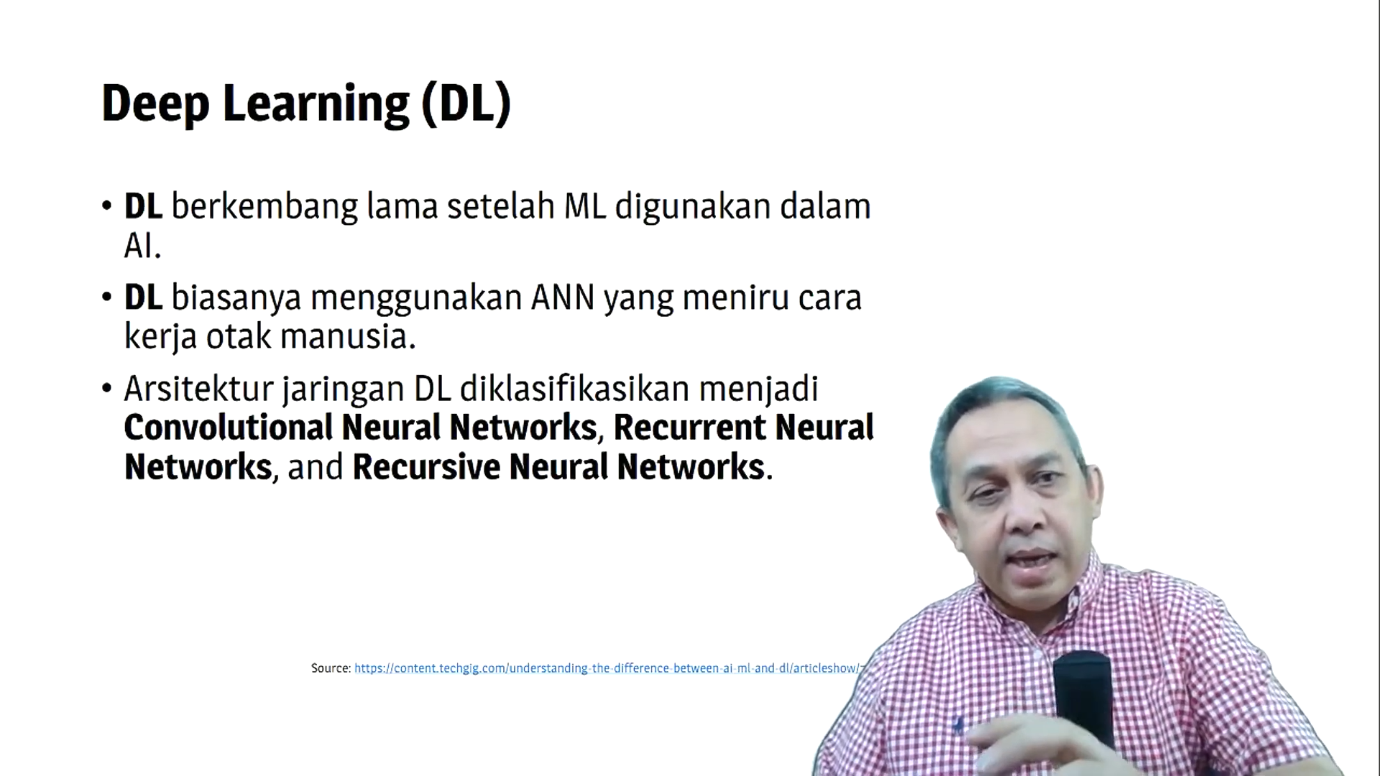 Deep Learning (DL)
• DL berkembang lama setelah ML digunakan dalam
AI.
• DL biasanya menggunakan ANN yang meniru cara
kerja otak manusia.
• Arsitektur jaringan DL diklasifikasikan menjadi
Convolutional Neural Networks, Recurrent Neural
Networks, and Recursive Neural Networks.
Source: https://content.techgig.com/understanding-the-difference-between-ai-ml-and-dl/articleshow/